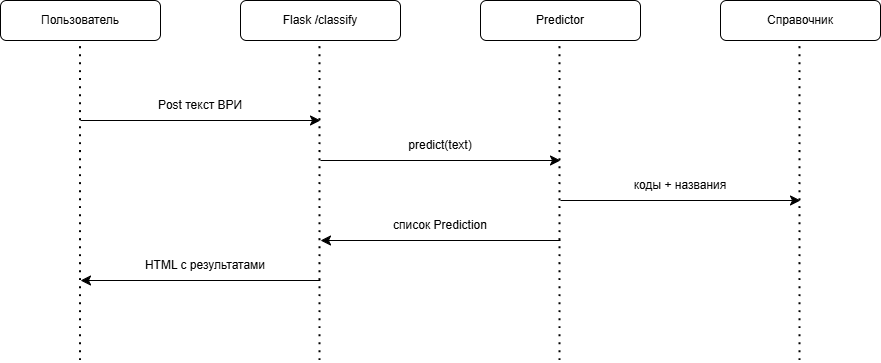 Пользователь
Flask /classify
Predictor
Справочник
Post текст ВРИ
predict(text)
коды + названия
список Prediction
HTML с результатами